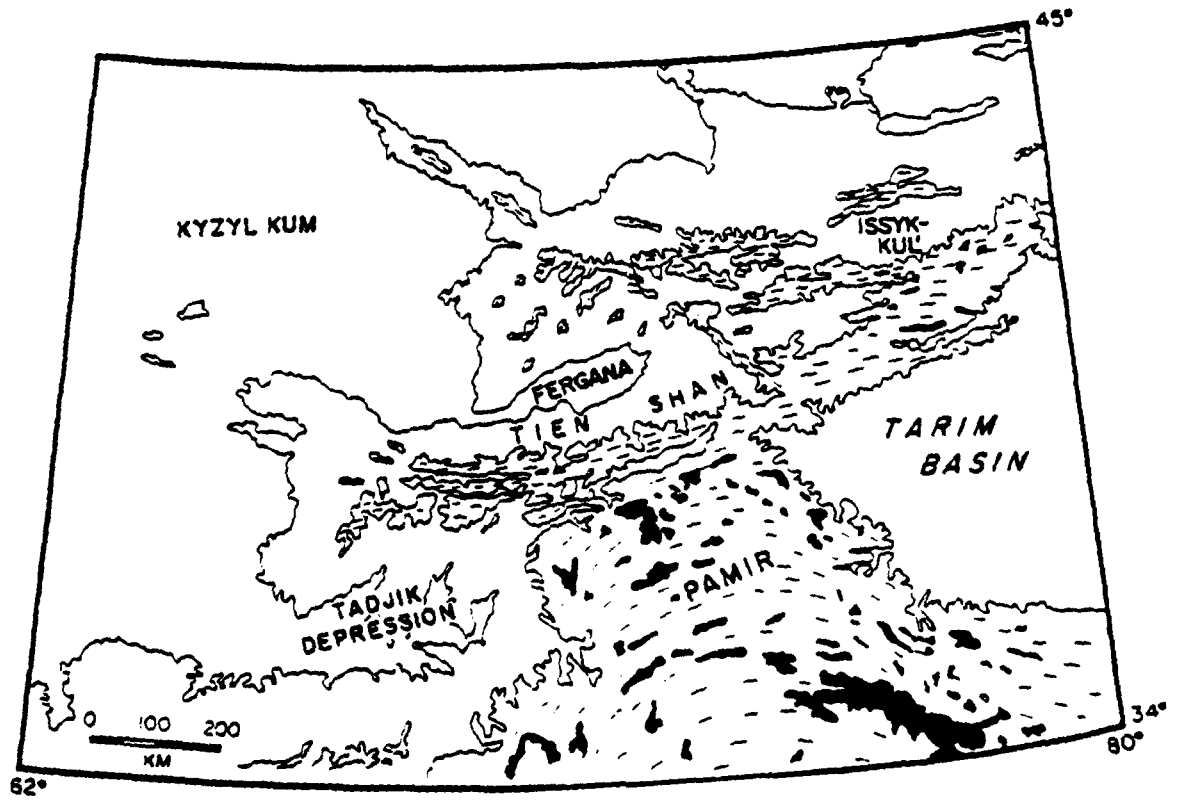 45°
KYZYL KUM
ISSYK-
KUL'
FERGANA
TIEN SHAN
TARIM
BASIN
PAMIR
TADJIK
DEPRESSION
0 100 200
KM
34°
80°
62°